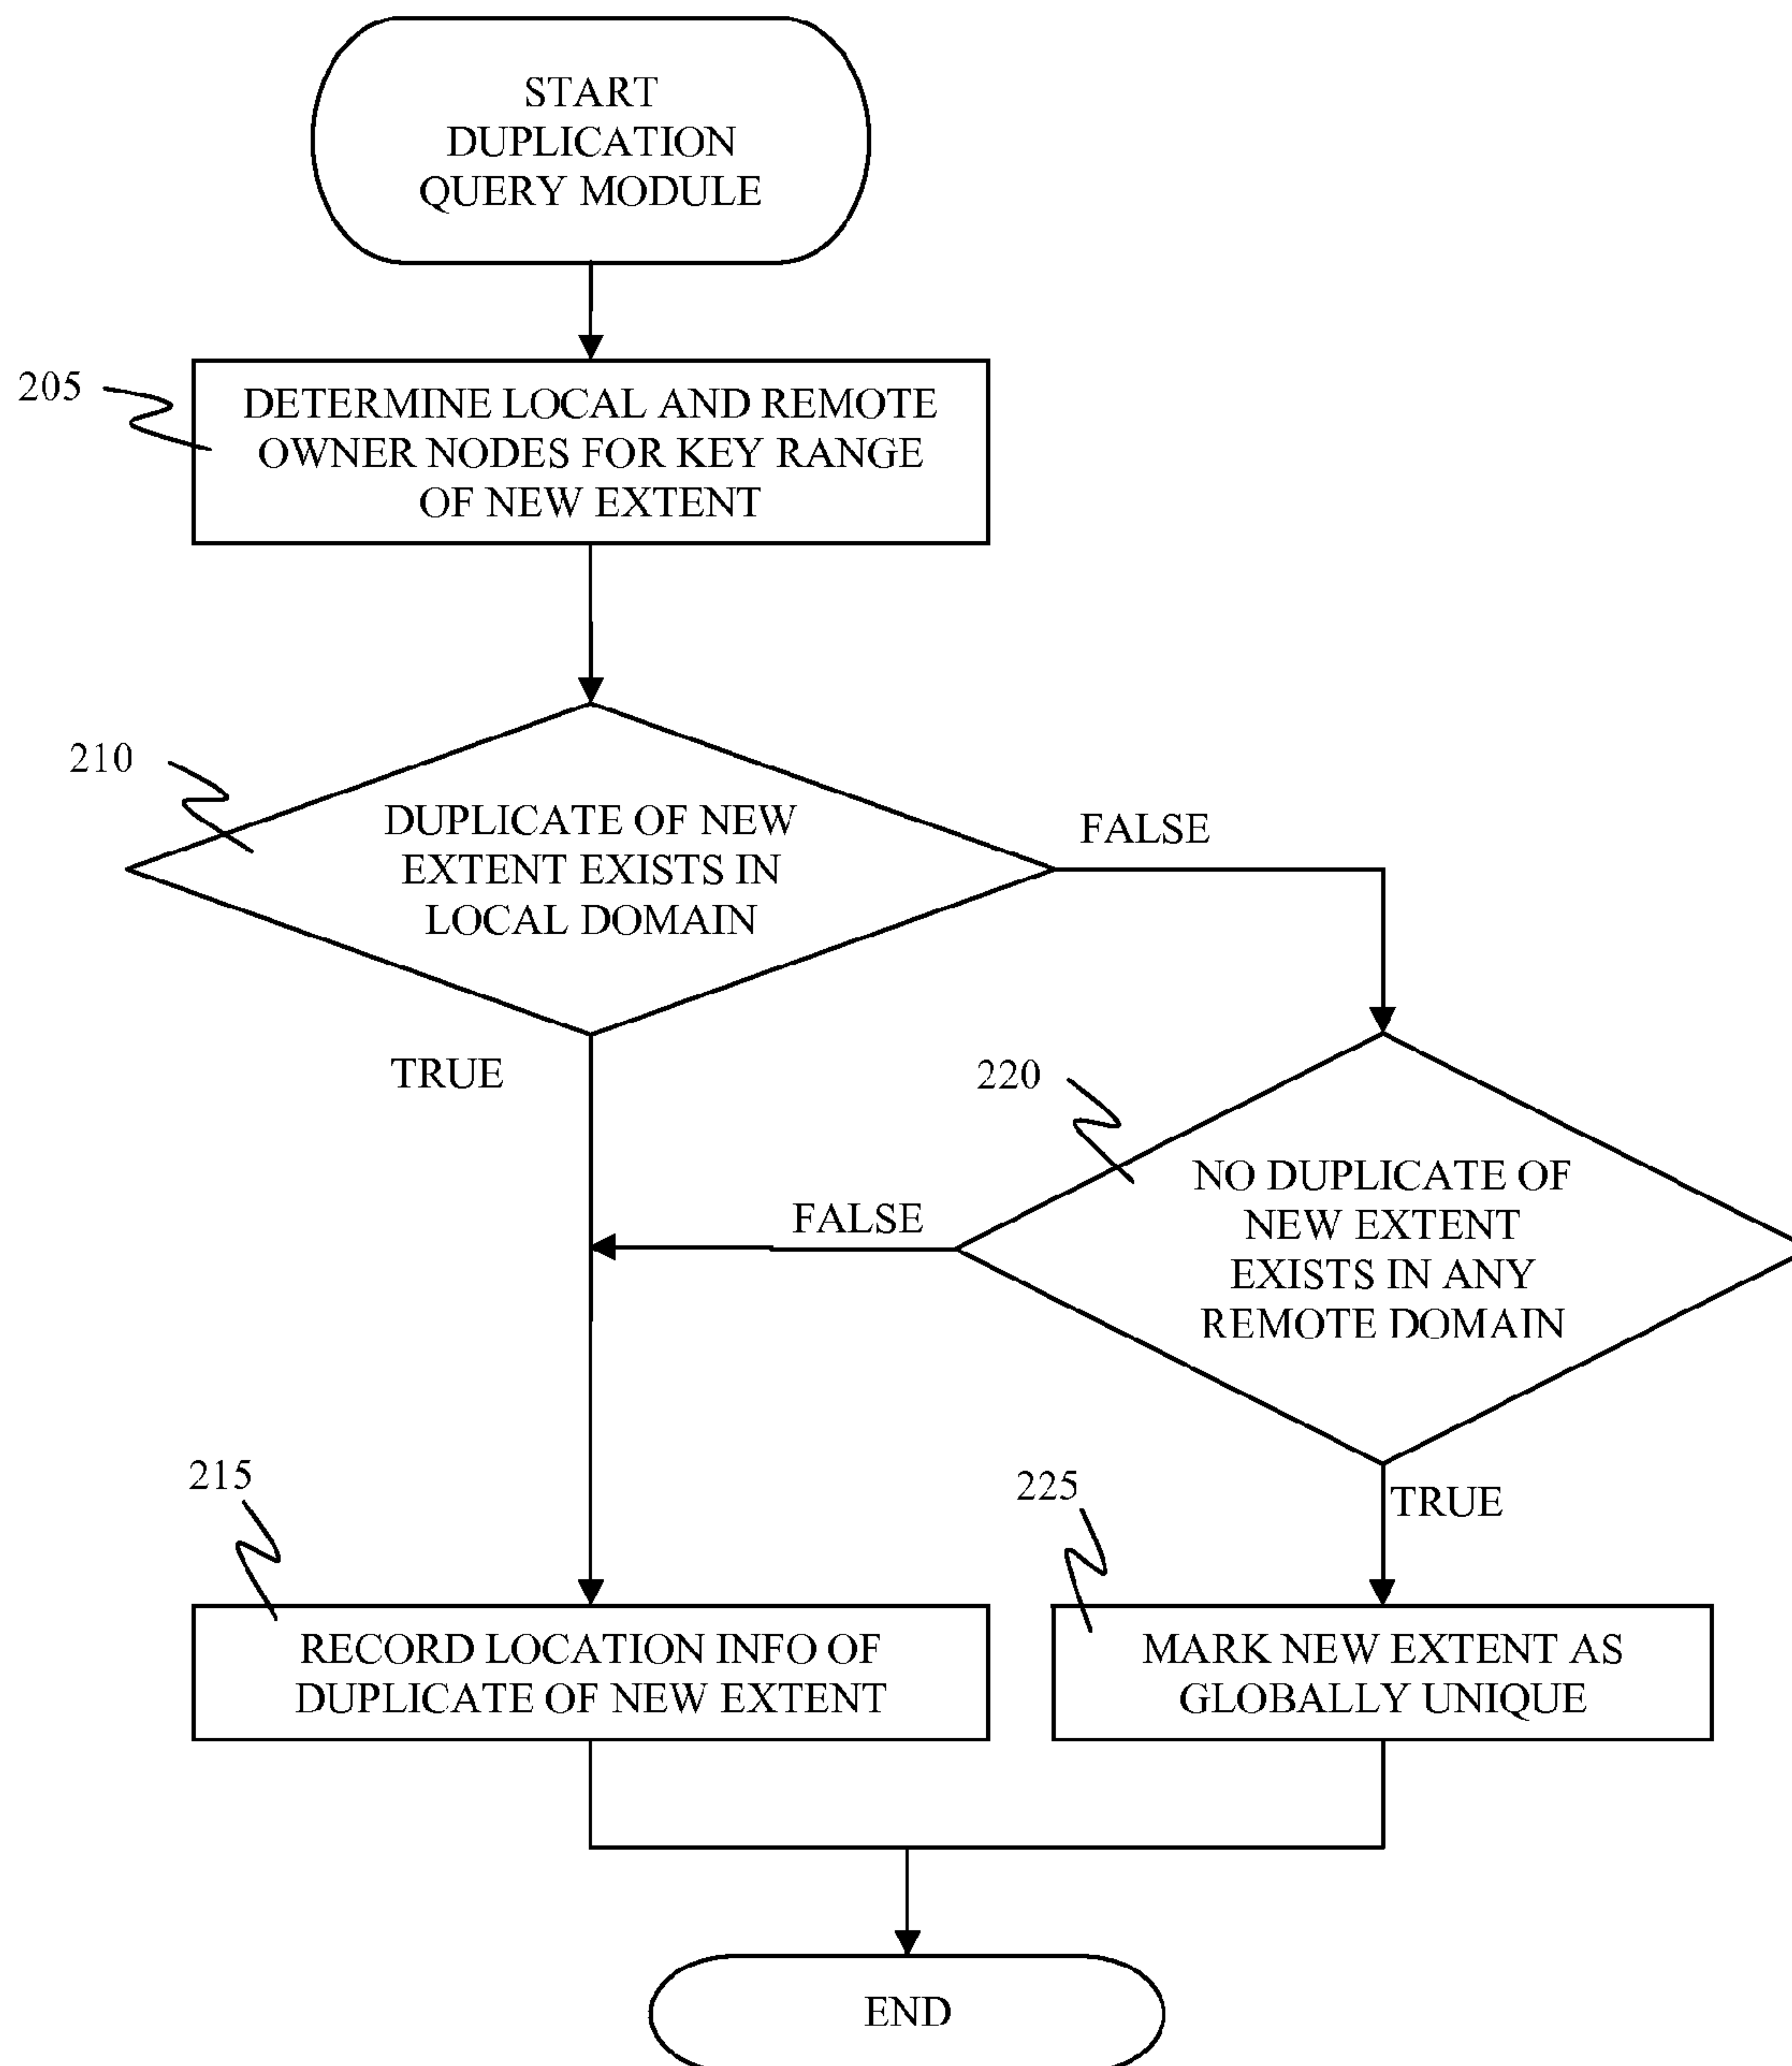 START
DUPLICATION
QUERY MODULE
205
DETERMINE LOCAL AND REMOTE
OWNER NODES FOR KEY RANGE
OF NEW EXTENT
210
DUPLICATE OF NEW
EXTENT EXISTS IN
LOCAL DOMAIN
FALSE
TRUE
220
NO DUPLICATE OF
NEW EXTENT
EXISTS IN ANY
REMOTE DOMAIN
FALSE
TRUE
215
RECORD LOCATION INFO OF
DUPLICATE OF NEW EXTENT
225
MARK NEW EXTENT AS
GLOBALLY UNIQUE
END